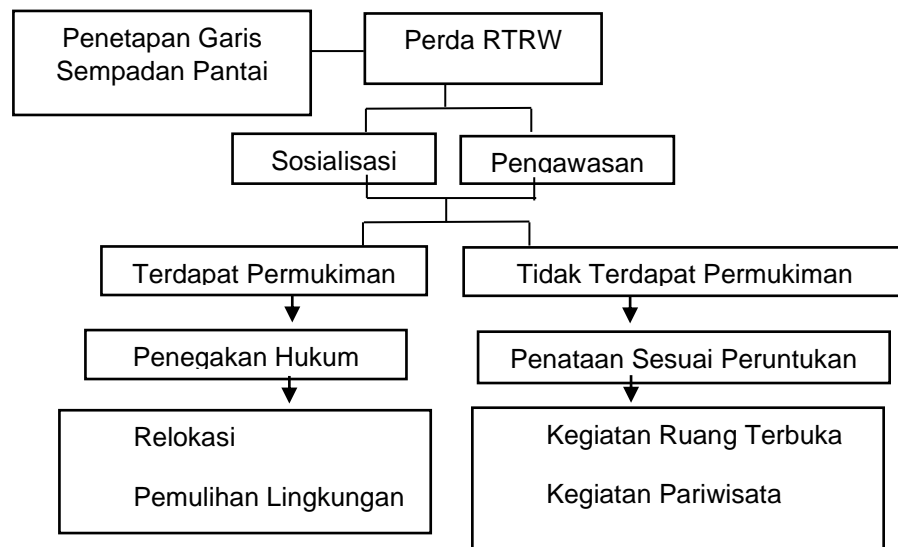 Penetapan Garis
Sempadan Pantai
Perda RTRW
Sosialisasi
Pengawasan
Terdapat Permukiman
Tidak Terdapat Permukiman
Penegakan Hukum
Penataan Sesuai Peruntukan
Relokasi
Pemulihan Lingkungan
Kegiatan Ruang Terbuka
Kegiatan Pariwisata